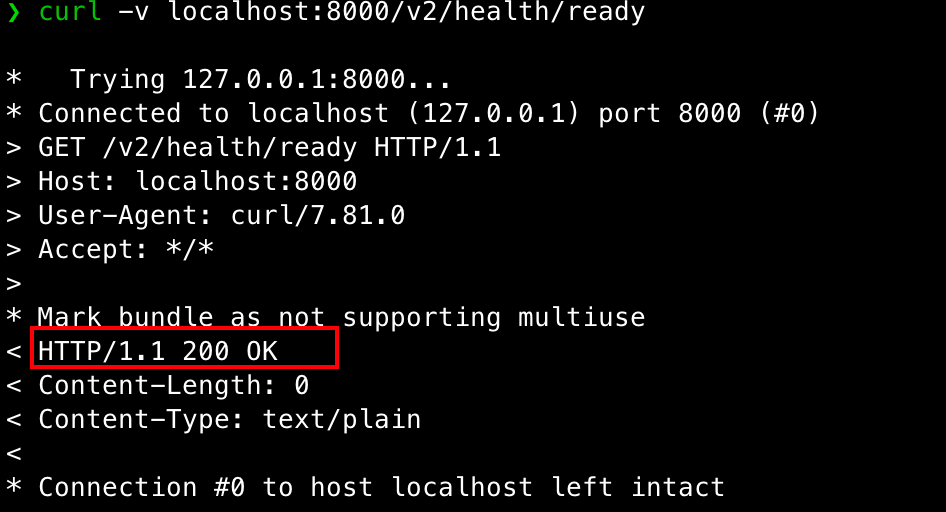 ❯ curl -v localhost:8000/v2/health/ready
*   Trying 127.0.0.1:8000...
* Connected to localhost (127.0.0.1) port 8000 (#0)
> GET /v2/health/ready HTTP/1.1
> Host: localhost:8000
> User-Agent: curl/7.81.0
> Accept: */*
>
* Mark bundle as not supporting multiuse
< HTTP/1.1 200 OK
< Content-Length: 0
< Content-Type: text/plain
<
* Connection #0 to host localhost left intact